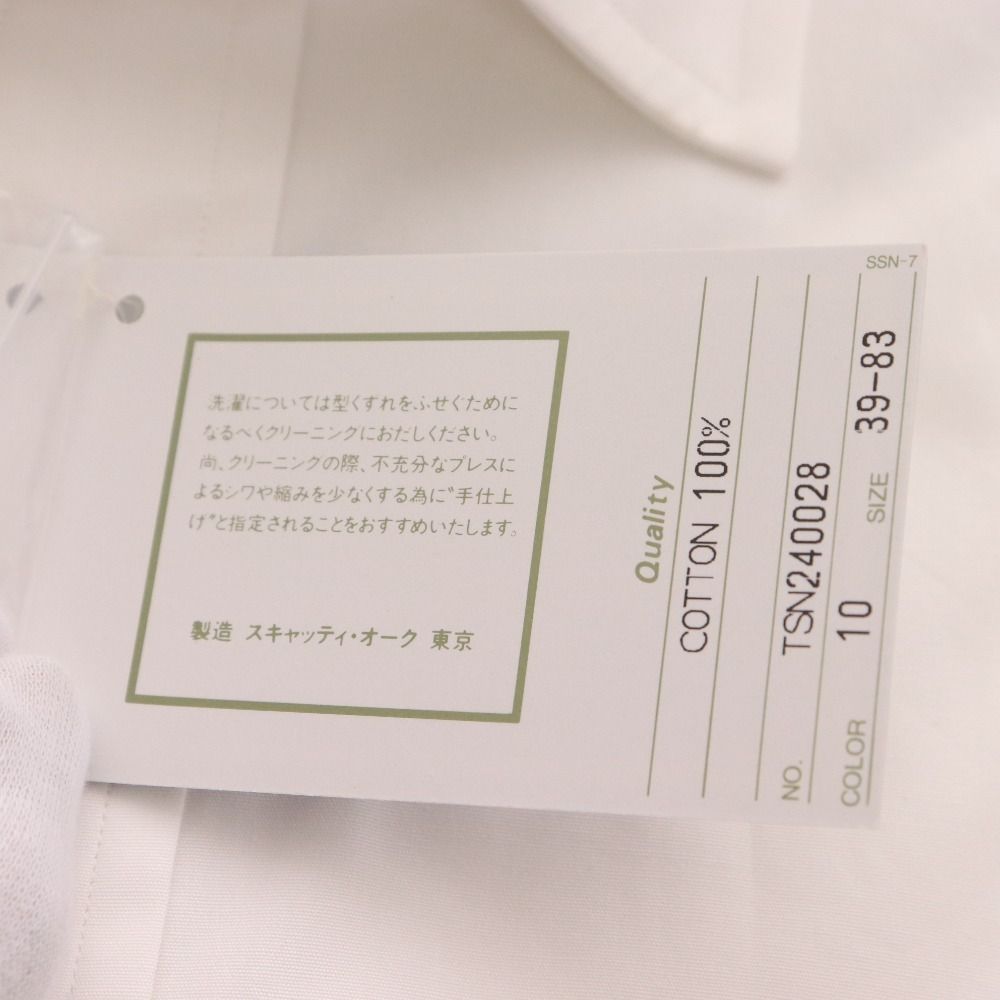 洗濯については型くすれをふせぐために
なるべくクリーニングにおだしください。
尚、クリーニングの際、不充分なプレスに
よるシワや縮みを少なくする為に"手仕上
げ"と指定されることをおすすめいたします。
製造 スキャッティ・オーク 東京
Quality
COTTON 100%
NO. TSN240028
COLOR 10 SIZE 39-83
SSN-7